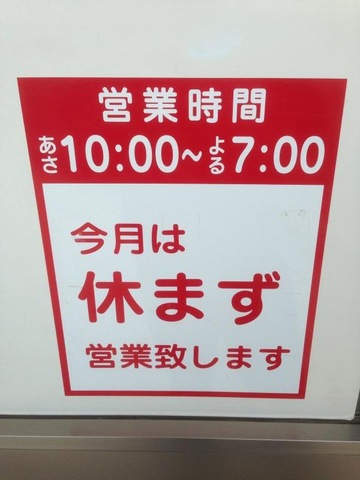 営業時間
あさ10:00~よる7:00
今月は
休まず
営業致します